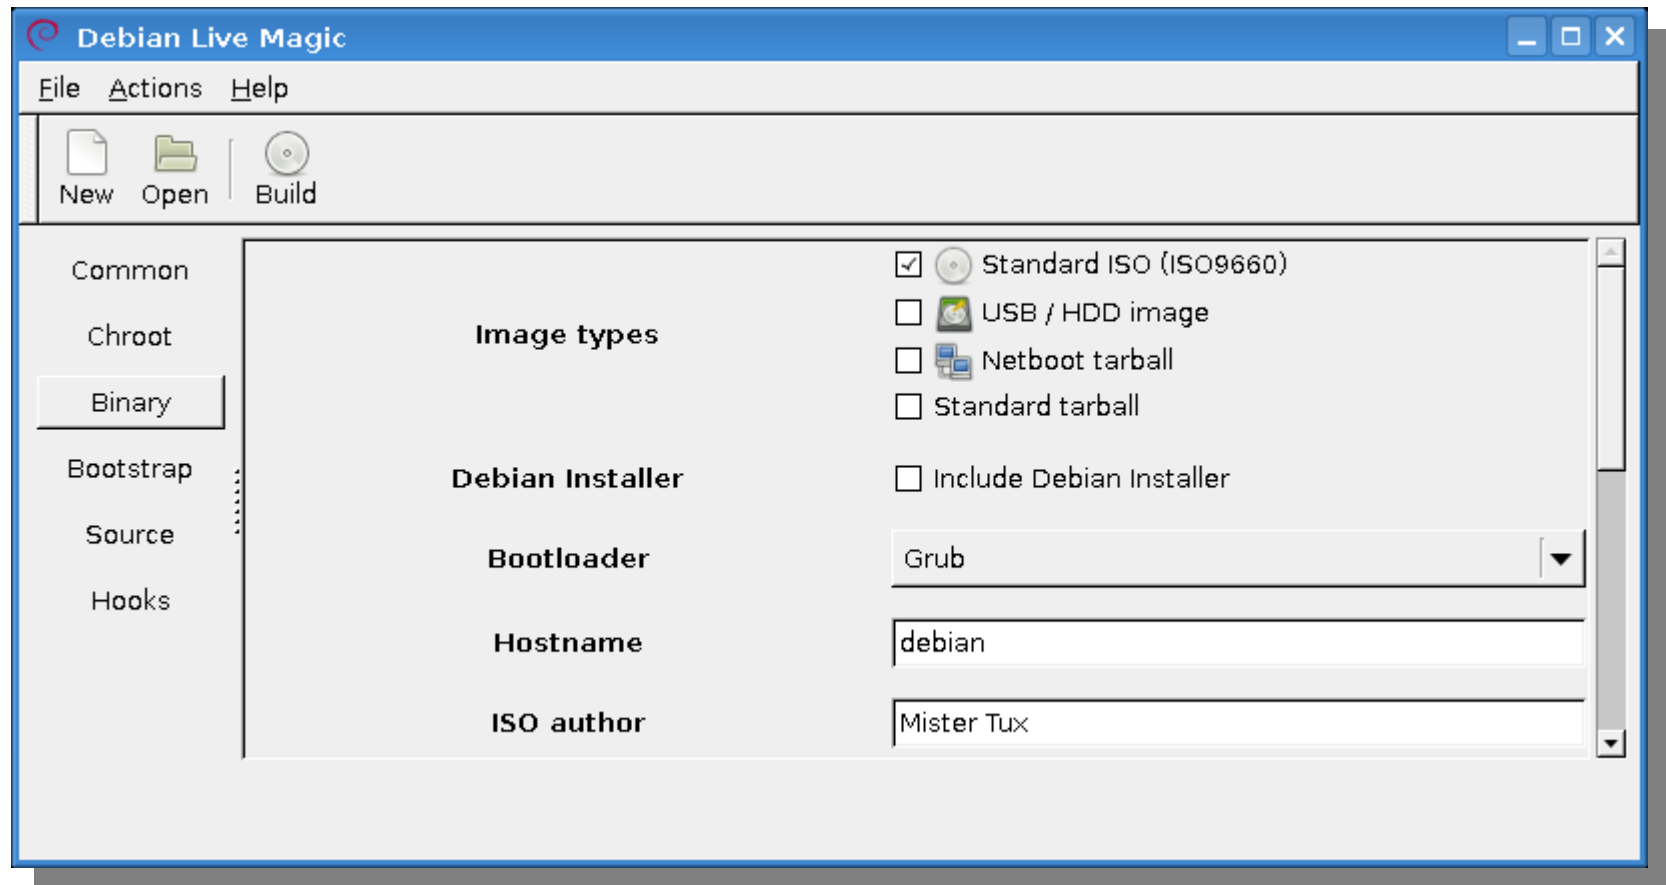 Debian Live Magic
File Actions Help
New Open Build
Common
Chroot
Binary
Bootstrap
Source
Hooks
Image types
Standard ISO (ISO9660)
USB / HDD image
Netboot tarball
Standard tarball
Debian Installer
Include Debian Installer
Bootloader
Grub
Hostname
debian
ISO author
Mister Tux